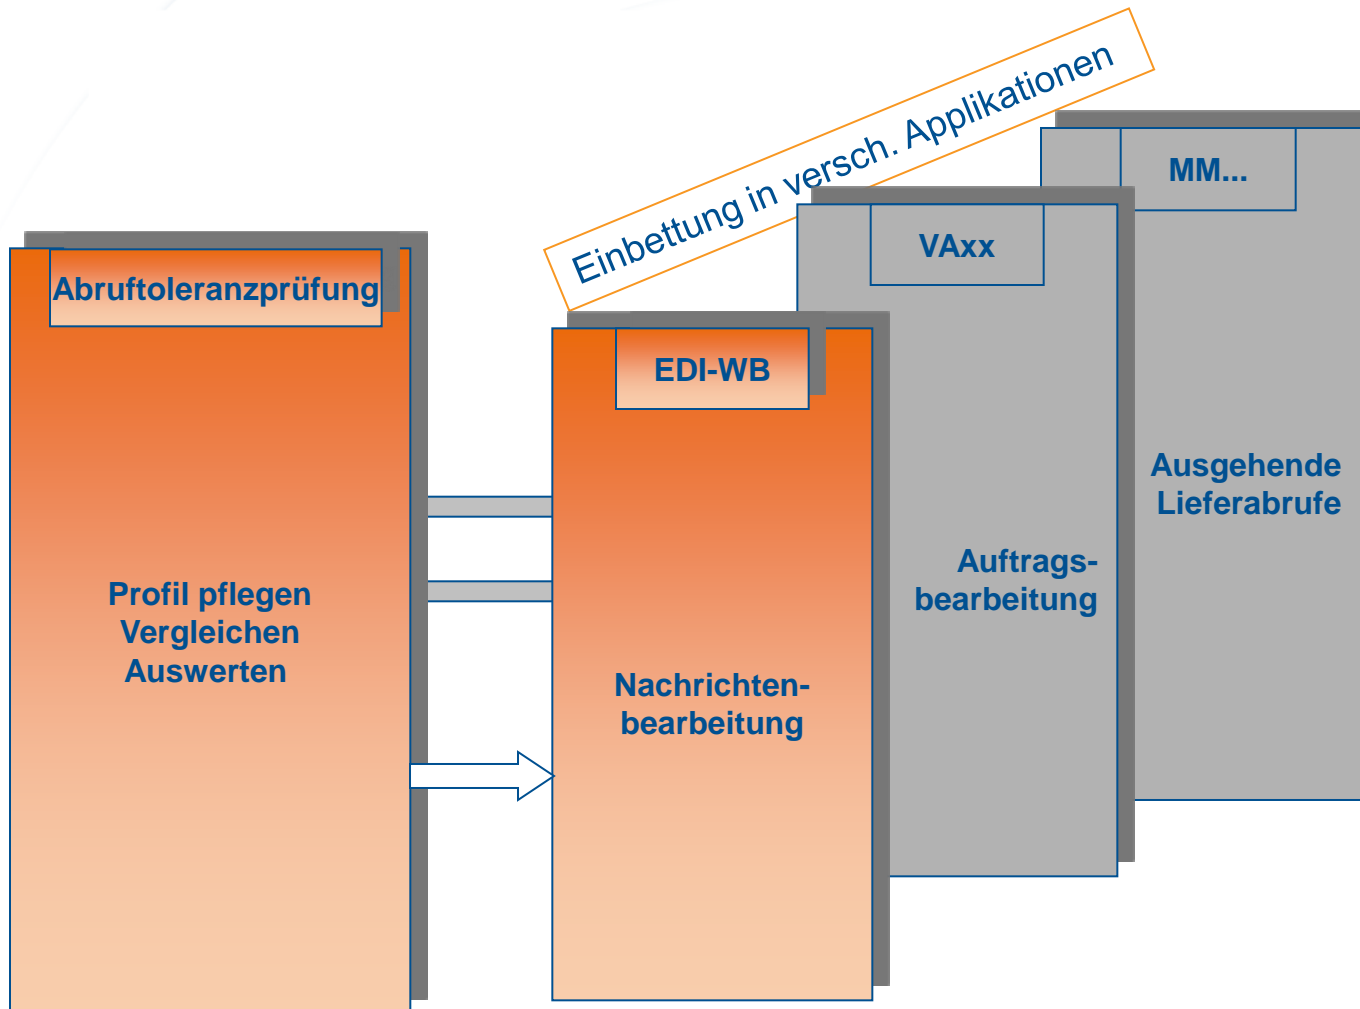 Einbettung in versch. Applikationen
Abruftoleranzprüfung
Profil pflegen
Vergleichen
Auswerten
EDI-WB
Nachrichten-
bearbeitung
VAxx
Auftrags-
bearbeitung
MM...
Ausgehende
Lieferabrufe